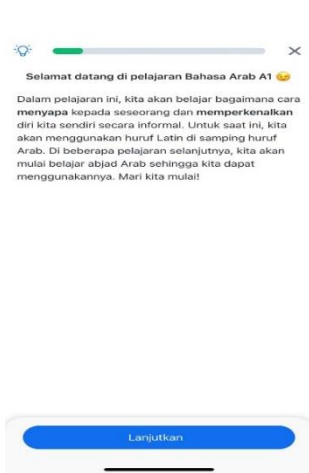 Selamat datang di pelajaran Bahasa Arab A1 😉
Dalam pelajaran ini, kita akan belajar bagaimana cara
menyapa kepada seseorang dan memperkenalkan
diri kita sendiri secara informal. Untuk saat ini, kita
akan menggunakan huruf Latin di samping huruf
Arab. Di beberapa pelajaran selanjutnya, kita akan
mulai belajar abjad Arab sehingga kita dapat
menggunakannya. Mari kita mulai!
Lanjutkan